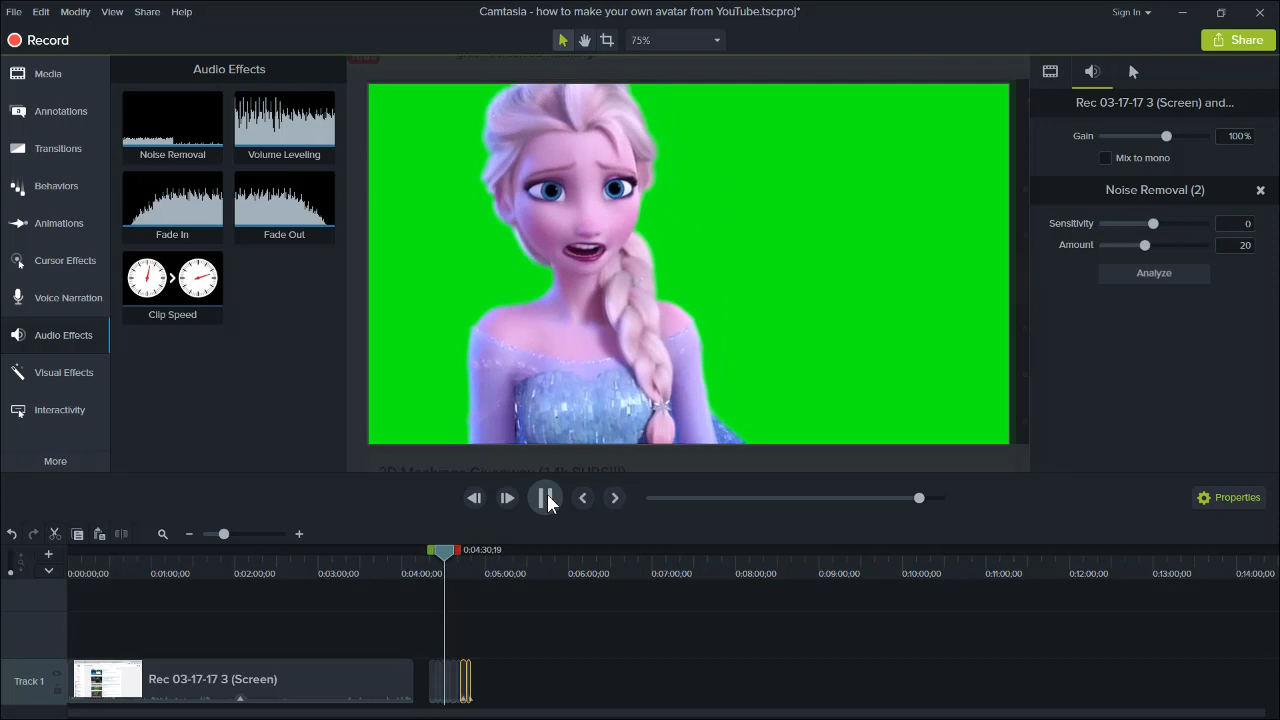 File Edit Modify View Share Help
Camtasia - how to make your own avatar from YouTube.tscproj*
Sign In
Record
75%
Share
Media
Annotations
Transitions
Behaviors
Animations
Cursor Effects
Voice Narration
Audio Effects
Visual Effects
Interactivity
More
Audio Effects
Noise Removal
Volume Leveling
Fade In
Fade Out
Clip Speed
Rec 03-17-17 3 (Screen) and...
Gain 100%
Mix to mono
Noise Removal (2)
Sensitivity 0
Amount 20
Analyze
Properties
0:04:30;19
0:00:00;00 0:01:00;00 0:02:00;00 0:03:00;00 0:04:00;00 0:05:00;00 0:06:00;00 0:07:00;00 0:08:00;00 0:09:00;00 0:10:00;00 0:11:00;00 0:12:00;00 0:13:00;00 0:14:00;00
Track 1
Rec 03-17-17 3 (Screen)